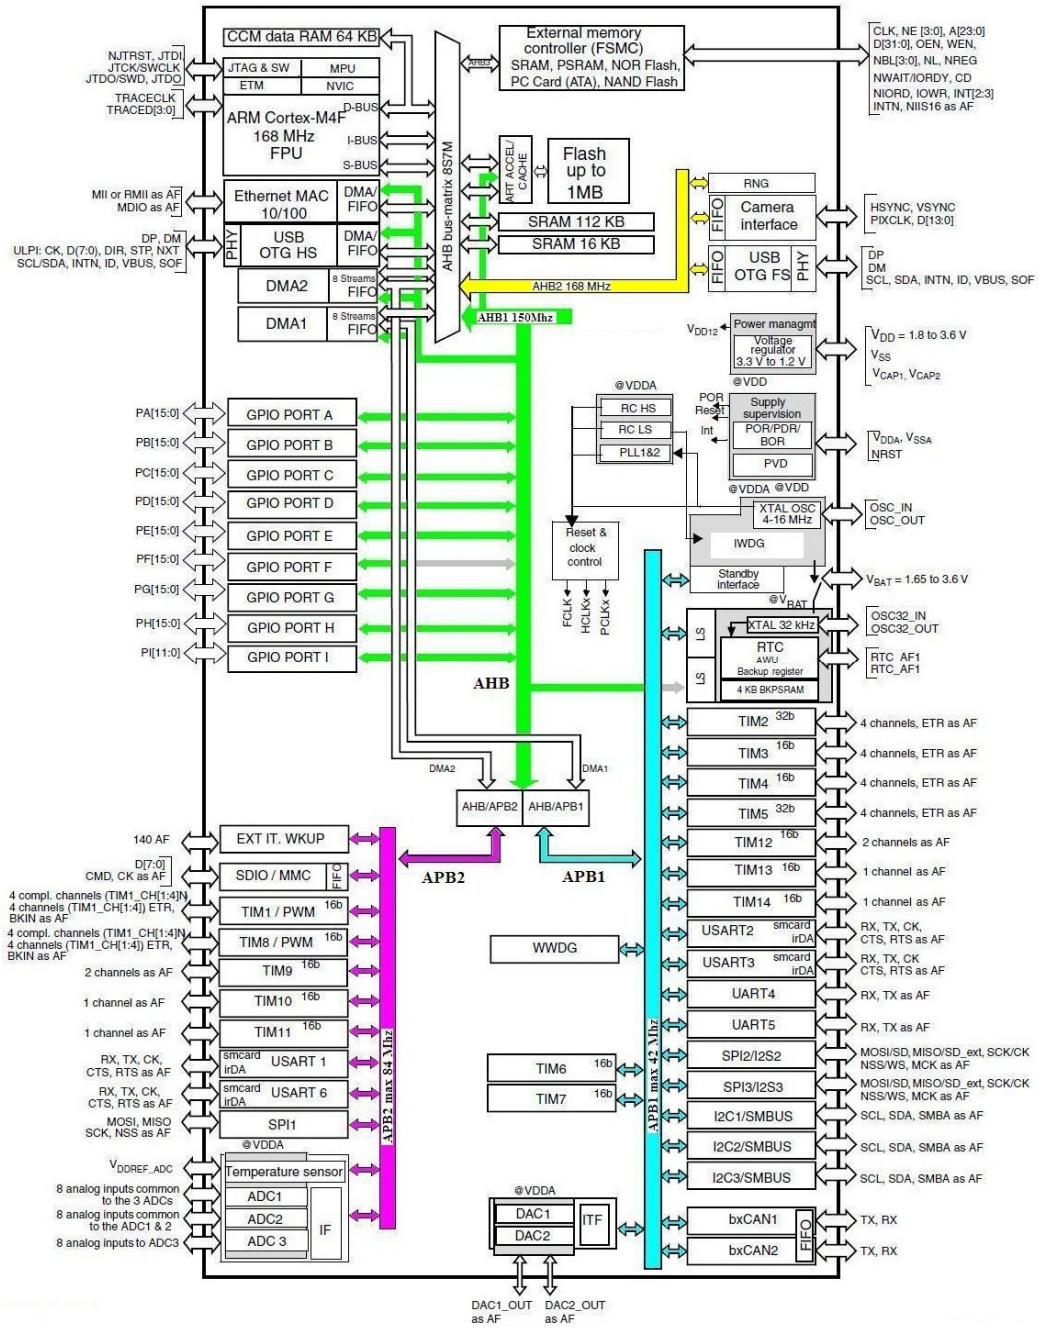 CCM data RAM 64 KB
External memory
controller (FSMC)
SRAM, PSRAM, NOR Flash,
PC Card (ATA), NAND Flash
AHB3
CLK, NE [3:0], A[23:0]
D[31:0], OEN, WEN,
NBL[3:0], NL, NREG
NWAIT/IORDY, CD
NIORD, IOWR, INT[2:3]
INTN, NIIS16 as AF
NJTRST, JTDI,
JTCK/SWCLK
JTDO/SWD, JTDO
JTAG & SW
MPU
ETM
NVIC
TRACECLK
TRACED[3:0]
ARM Cortex-M4F
168 MHz
FPU
D-BUS
I-BUS
S-BUS
AHB bus-matrix 8S7M
ART ACCEL/
CACHE
Flash
up to
1MB
MII or RMII as AF
MDIO as AF
Ethernet MAC
10/100
DMA/
FIFO
SRAM 112 KB
SRAM 16 KB
RNG
FIFO
Camera
interface
HSYNC, VSYNC
PIXCLK, D[13:0]
DP, DM
ULPI: CK, D(7:0), DIR, STP, NXT
SCL/SDA, INTN, ID, VBUS, SOF
PHY
USB
OTG HS
DMA/
FIFO
FIFO
USB
OTG FS
PHY
DP
DM
SCL, SDA, INTN, ID, VBUS, SOF
DMA2
8 Streams
FIFO
AHB2 168 MHz
DMA1
8 Streams
FIFO
AHB1 150Mhz
VDD12
Power managmt
Voltage
regulator
3.3 V to 1.2 V
VDD = 1.8 to 3.6 V
VSS
VCAP1, VCAP2
@VDD
@VDDA
RC HS
RC LS
PLL1&2
POR
Reset
Int
Supply
supervision
POR/PDR/
BOR
PVD
VDDA, VSSA
NRST
@VDDA @VDD
PA[15:0]
GPIO PORT A
PB[15:0]
GPIO PORT B
PC[15:0]
GPIO PORT C
PD[15:0]
GPIO PORT D
PE[15:0]
GPIO PORT E
PF[15:0]
GPIO PORT F
PG[15:0]
GPIO PORT G
PH[15:0]
GPIO PORT H
PI[11:0]
GPIO PORT I
XTAL OSC
4-16 MHz
OSC_IN
OSC_OUT
IWDG
Reset &
clock
control
FCLK
HCLKx
PCLKx
Standby
interface
VBAT = 1.65 to 3.6 V
@VBAT
LS
LS
XTAL 32 kHz
OSC32_IN
OSC32_OUT
RTC
AWU
Backup register
4 KB BKPSRAM
RTC_AF1
RTC_AF1
AHB
DMA2
DMA1
AHB/APB2
AHB/APB1
APB2
APB1
TIM2 32b
4 channels, ETR as AF
TIM3 16b
4 channels, ETR as AF
TIM4 16b
4 channels, ETR as AF
TIM5 32b
4 channels, ETR as AF
TIM12 16b
2 channels as AF
TIM13 16b
1 channel as AF
TIM14 16b
1 channel as AF
USART2 smcard
irDA
RX, TX, CK,
CTS, RTS as AF
USART3 smcard
irDA
RX, TX, CK
CTS, RTS as AF
UART4
RX, TX as AF
UART5
RX, TX as AF
SPI2/I2S2
MOSI/SD, MISO/SD_ext, SCK/CK
NSS/WS, MCK as AF
SPI3/I2S3
MOSI/SD, MISO/SD_ext, SCK/CK
NSS/WS, MCK as AF
I2C1/SMBUS
SCL, SDA, SMBA as AF
I2C2/SMBUS
SCL, SDA, SMBA as AF
I2C3/SMBUS
SCL, SDA, SMBA as AF
bxCAN1
TX, RX
bxCAN2
TX, RX
FIFO
140 AF
EXT IT. WKUP
D[7:0]
CMD, CK as AF
SDIO / MMC
FIFO
4 compl. channels (TIM1_CH[1:4]N
4 channels (TIM1_CH[1:4]) ETR,
BKIN as AF
TIM1 / PWM 16b
4 compl. channels (TIM1_CH[1:4]N
4 channels (TIM1_CH[1:4]) ETR,
BKIN as AF
TIM8 / PWM 16b
2 channels as AF
TIM9 16b
1 channel as AF
TIM10 16b
1 channel as AF
TIM11 16b
RX, TX, CK,
CTS, RTS as AF
smcard
irDA USART 1
RX, TX, CK,
CTS, RTS as AF
smcard
irDA USART 6
MOSI, MISO
SCK, NSS as AF
SPI1
@VDDA
VDDREF_ADC
Temperature sensor
8 analog inputs common
to the 3 ADCs
ADC1
8 analog inputs common
to the ADC1 & 2
ADC2
8 analog inputs to ADC3
ADC 3
IF
APB2 max 84 Mhz
APB1 max 42 Mhz
WWDG
TIM6 16b
TIM7 16b
@VDDA
DAC1
DAC2
ITF
DAC1_OUT
as AF
DAC2_OUT
as AF